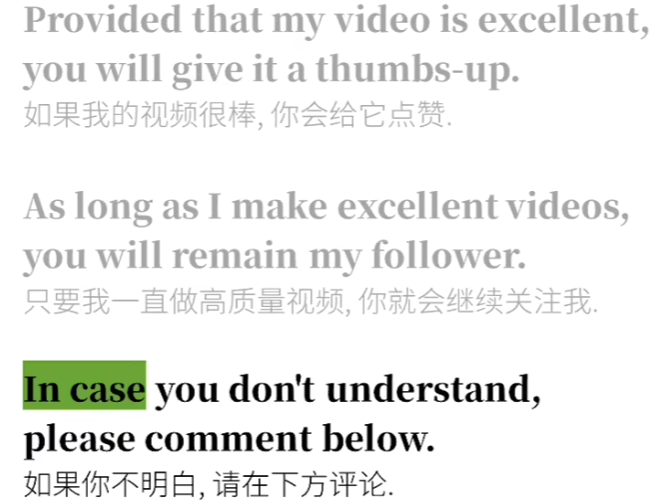 Provided that my video is excellent,
you will give it a thumbs-up.
如果我的视频很棒, 你会给它点赞.
As long as I make excellent videos,
you will remain my follower.
只要我一直做高质量视频, 你就会继续关注我.
In case you don't understand,
please comment below.
如果你不明白, 请在下方评论.